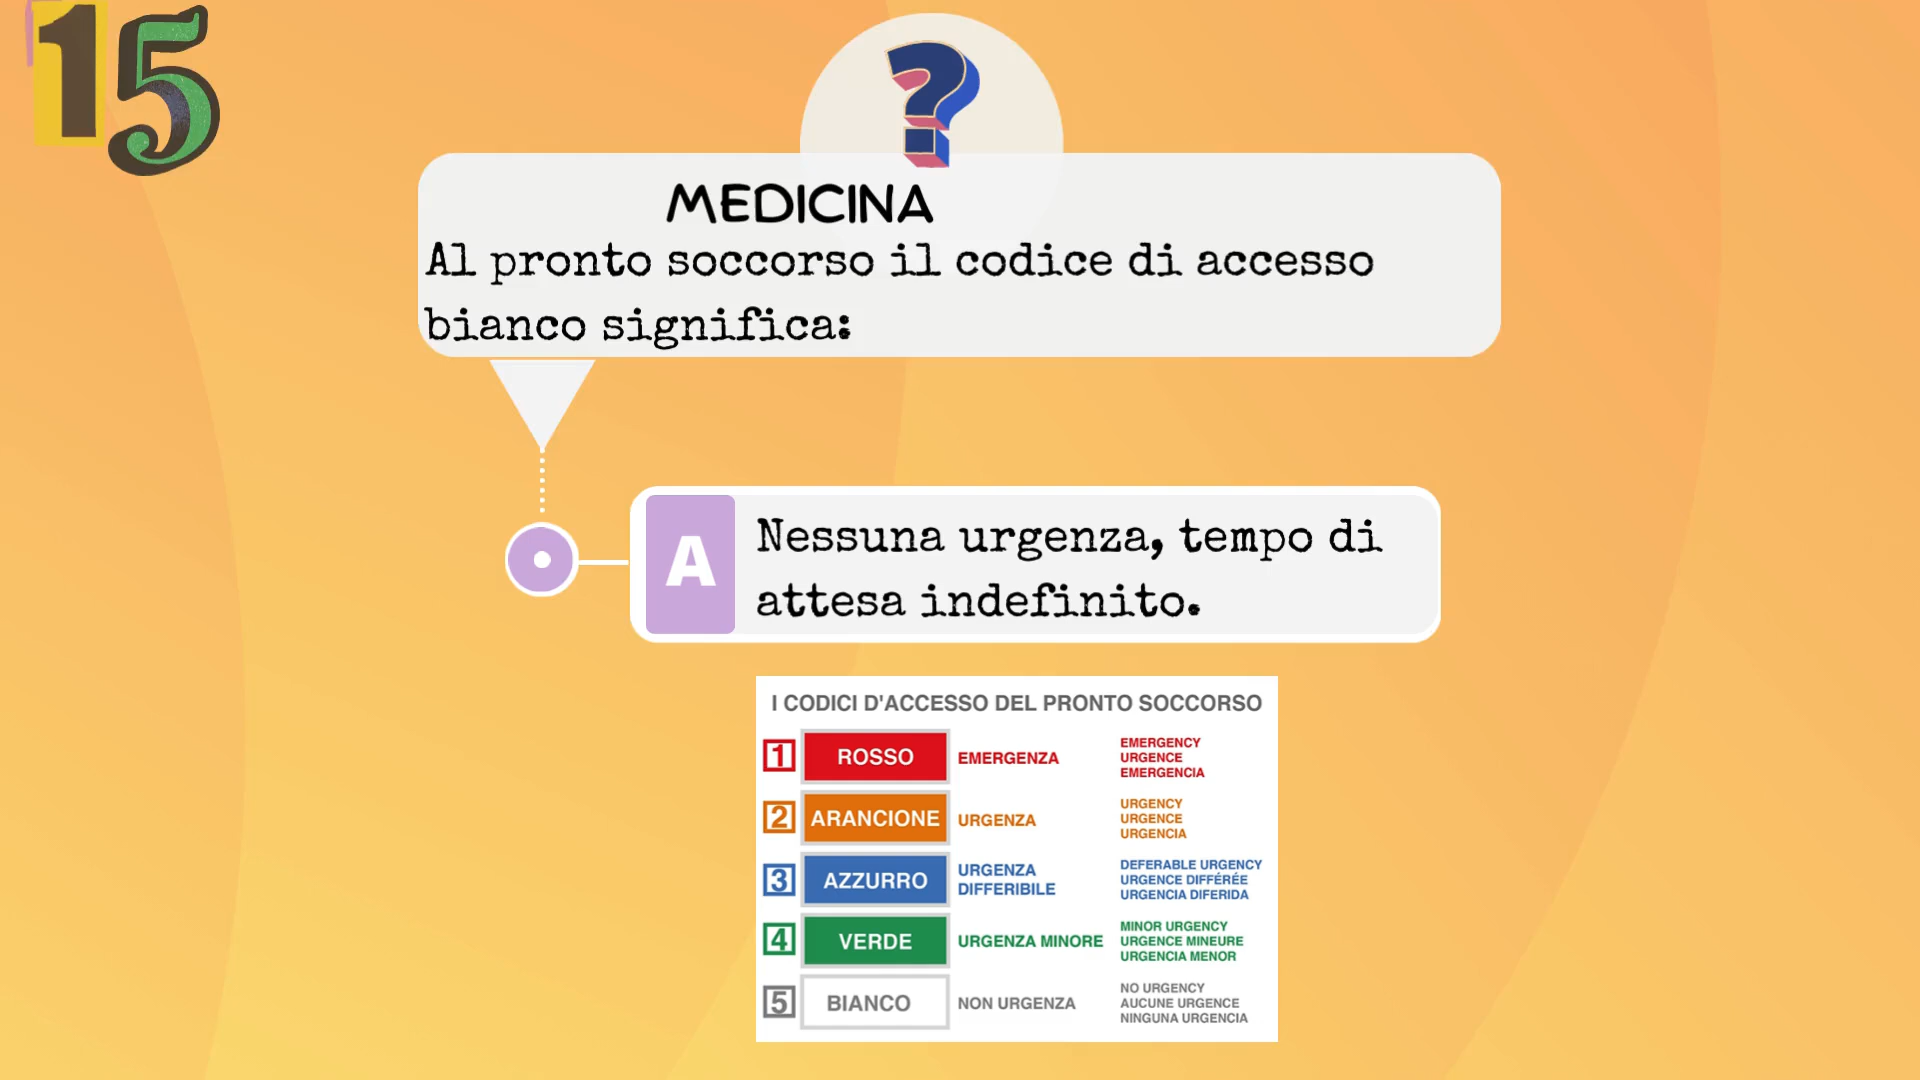 15
?
MEDICINA
Al pronto soccorso il codice di accesso
bianco significa:
A
Nessuna urgenza, tempo di
attesa indefinito.
I CODICI D'ACCESSO DEL PRONTO SOCCORSO
1 ROSSO EMERGENZA
EMERGENCY
URGENCE
EMERGENCIA
2 ARANCIONE URGENZA
URGENCY
URGENCE
URGENCIA
3 AZZURRO
URGENZA
DIFFERIBILE
DEFERABLE URGENCY
URGENCE DIFFÉRÉE
URGENCIA DIFERIDA
4 VERDE URGENZA MINORE
MINOR URGENCY
URGENCE MINEURE
URGENCIA MENOR
5 BIANCO NON URGENZA
NO URGENCY
AUCUNE URGENCE
NINGUNA URGENCIA